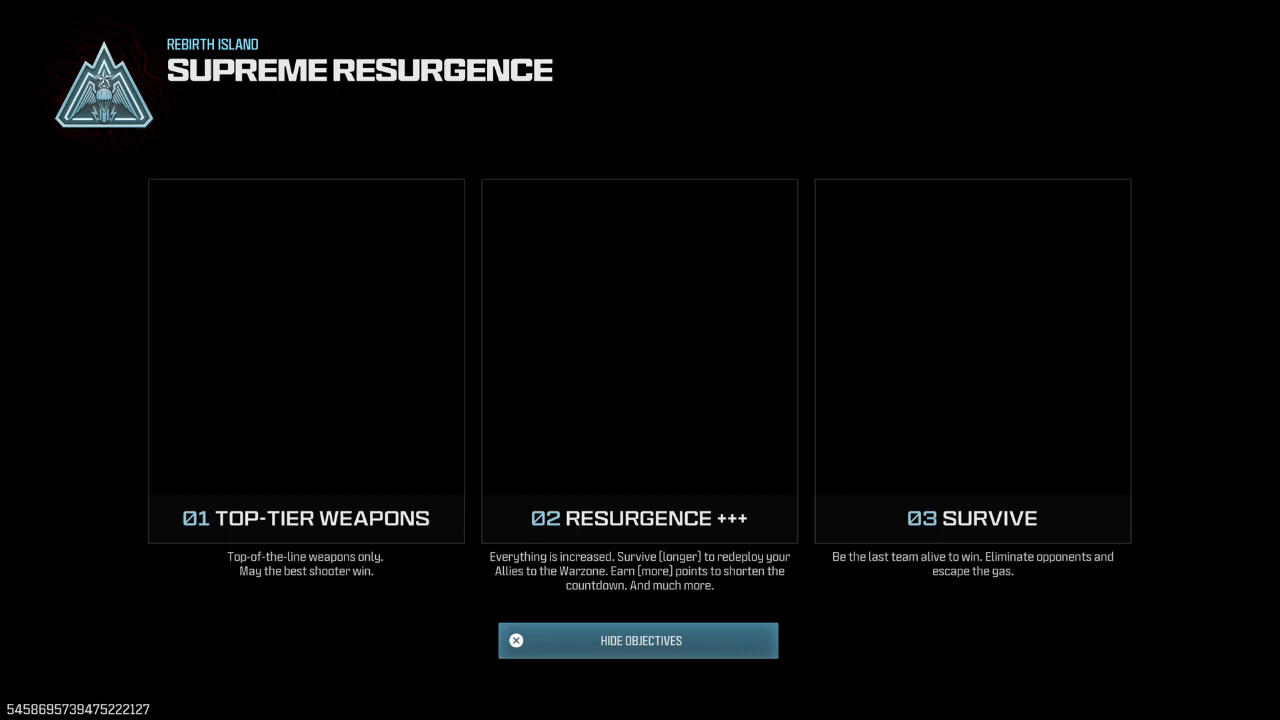 REBIRTH ISLAND
SUPREME RESURGENCE
01 TOP-TIER WEAPONS
Top-of-the-line weapons only.
May the best shooter win.
02 RESURGENCE +++
Everything is increased. Survive [longer] to redeploy your
Allies to the Warzone. Earn [more] points to shorten the
countdown. And much more.
03 SURVIVE
Be the last team alive to win. Eliminate opponents and
escape the gas.
HIDE OBJECTIVES
5458695739475222127